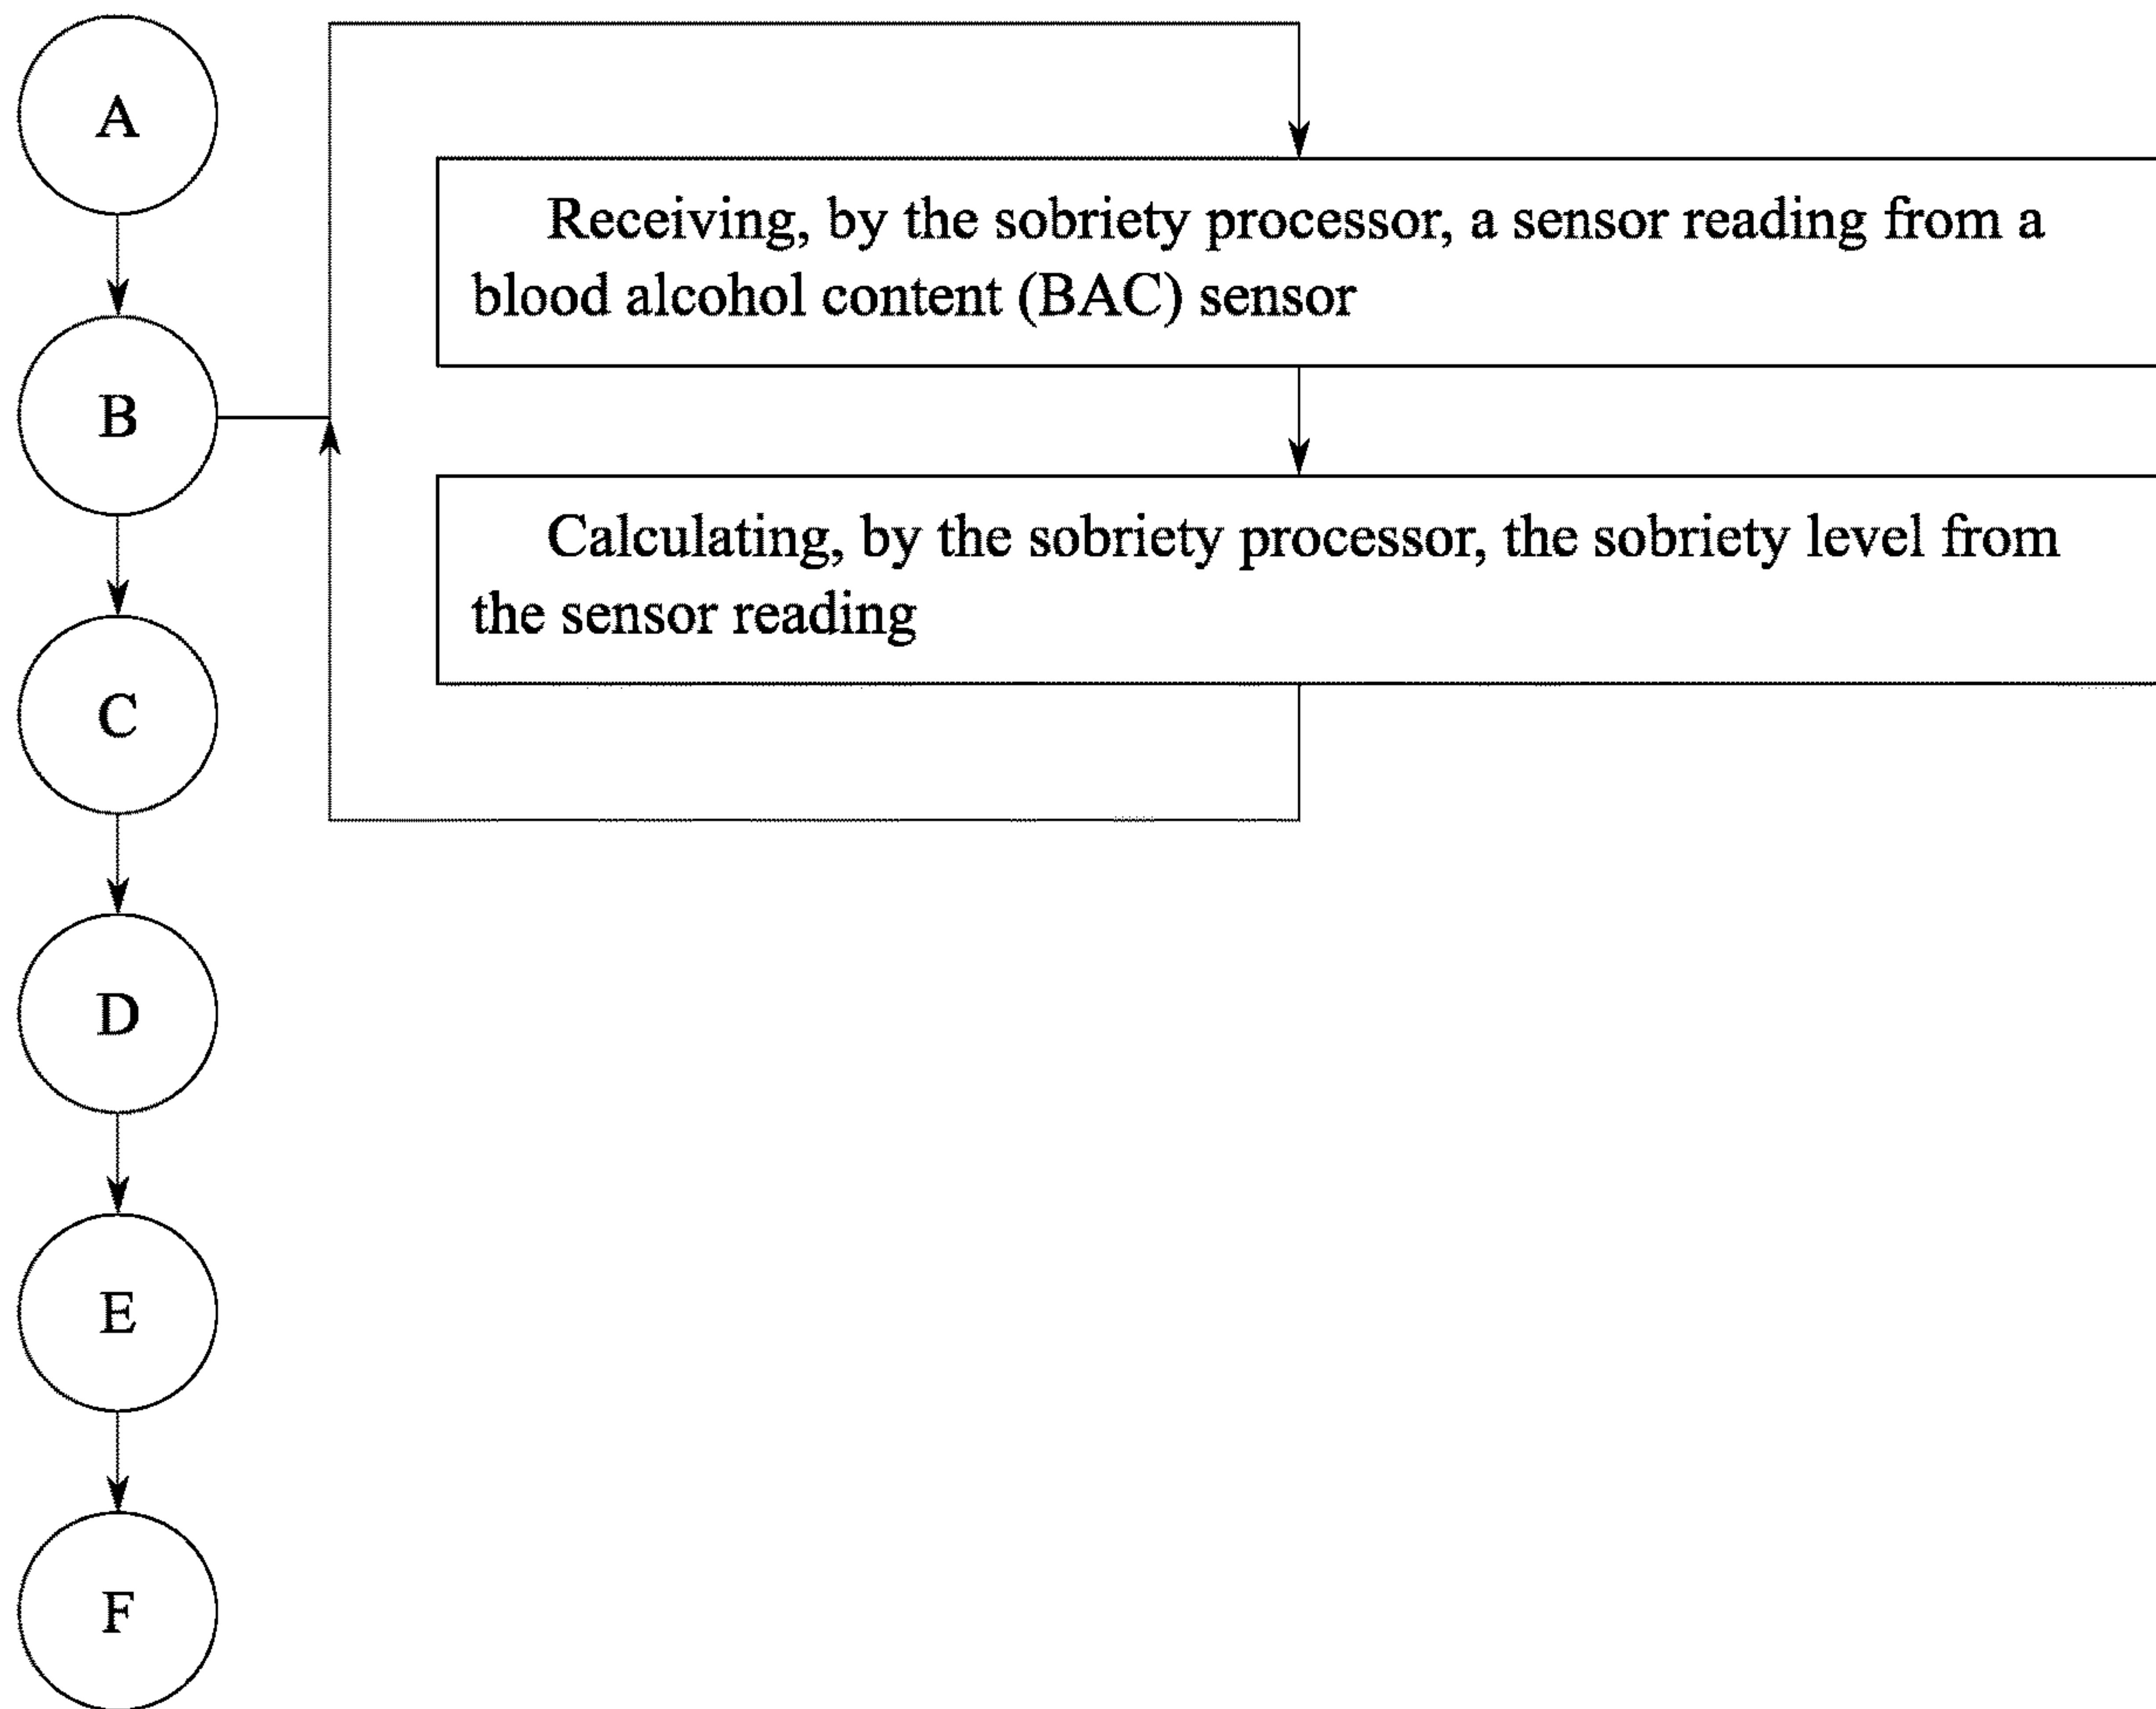 A
Receiving, by the sobriety processor, a sensor reading from a
blood alcohol content (BAC) sensor
B
Calculating, by the sobriety processor, the sobriety level from
the sensor reading
C
D
E
F